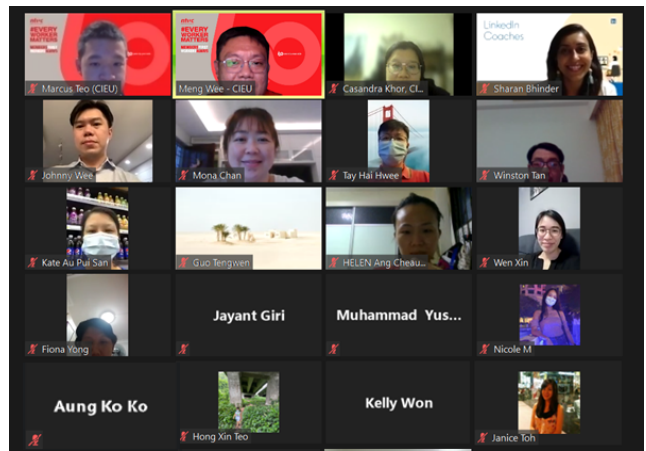 #EVERY
WORKER
MATTERS
#EVERY
WORKER
MATTERS
LinkedIn
Coaches
Marcus Teo (CIEU)
Meng Wee - CIEU
Casandra Khor, CI...
Sharan Bhinder
Johnny Wee
Mona Chan
Tay Hai Hwee
Winston Tan
Kate Au Pui San
Guo Tengwen
HELEN Ang Cheau...
Wen Xin
Fiona Yong
Jayant Giri
Muhammad Yus...
Nicole M
Aung Ko Ko
Hong Xin Teo
Kelly Won
Janice Toh